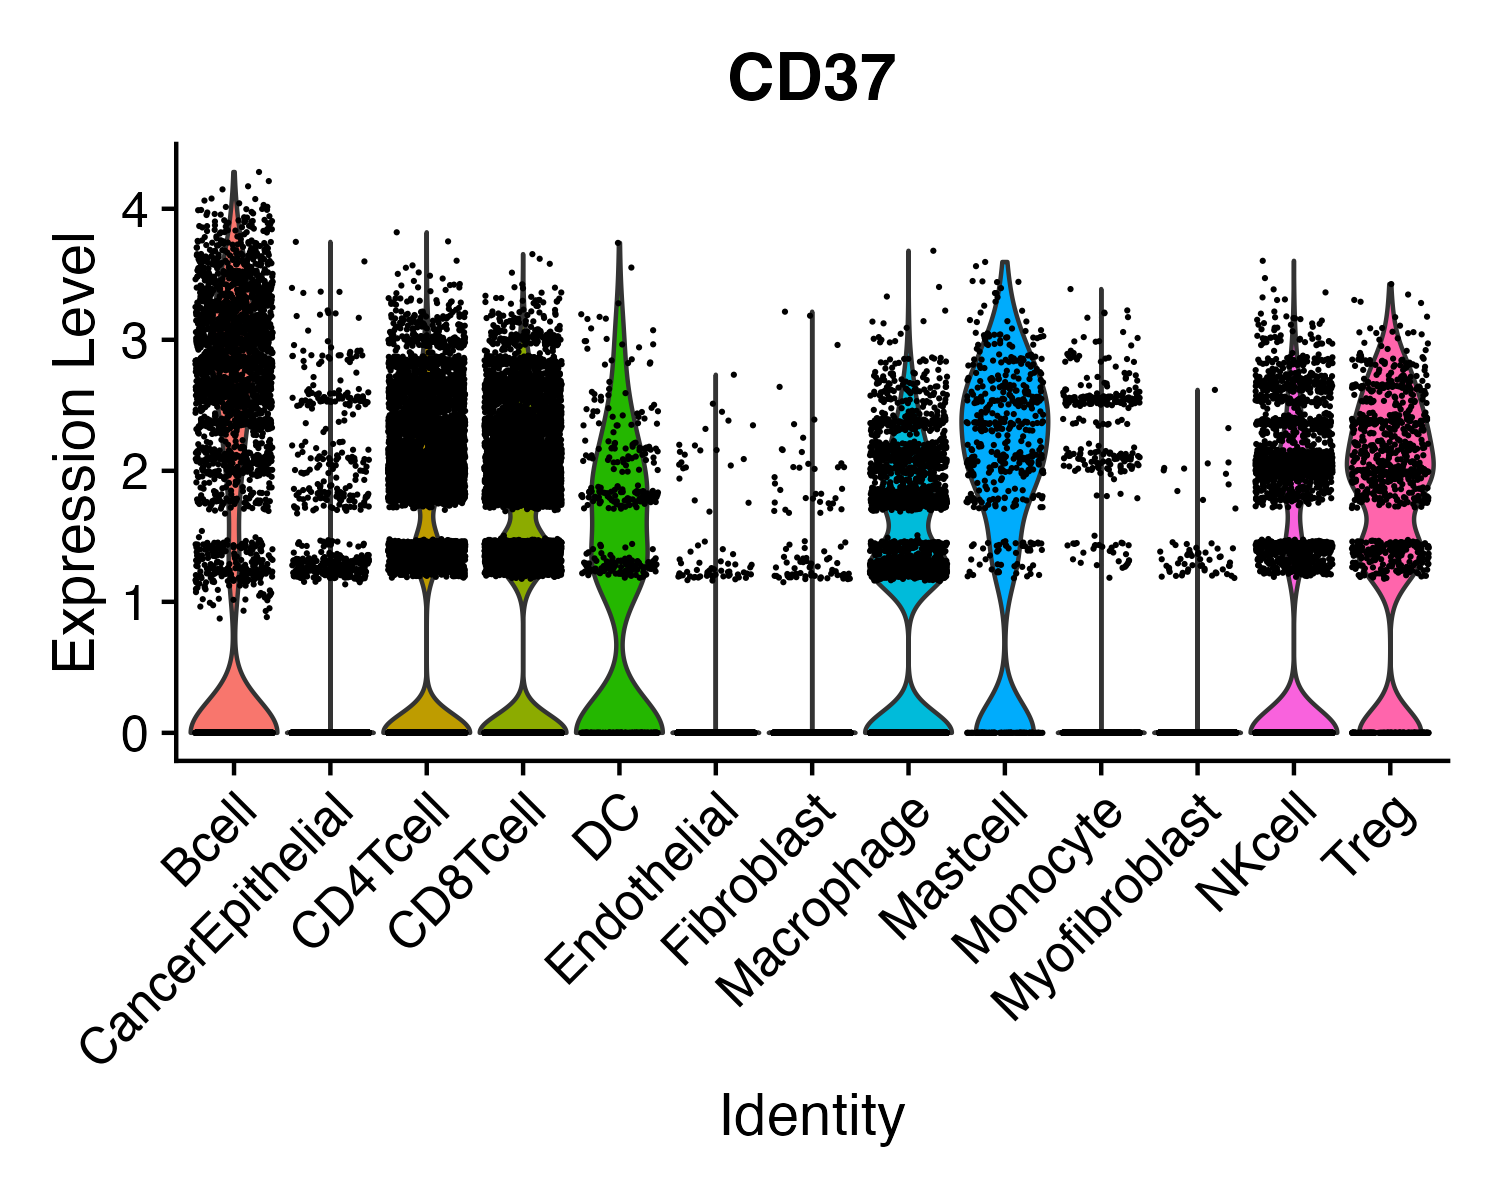 CD37
Expression Level
4
3
2
1
0
Bcell
CancerEpithelial
CD4Tcell
CD8Tcell
DC
Endothelial
Fibroblast
Macrophage
Mastcell
Monocyte
Myofibroblast
NKcell
Treg
Identity